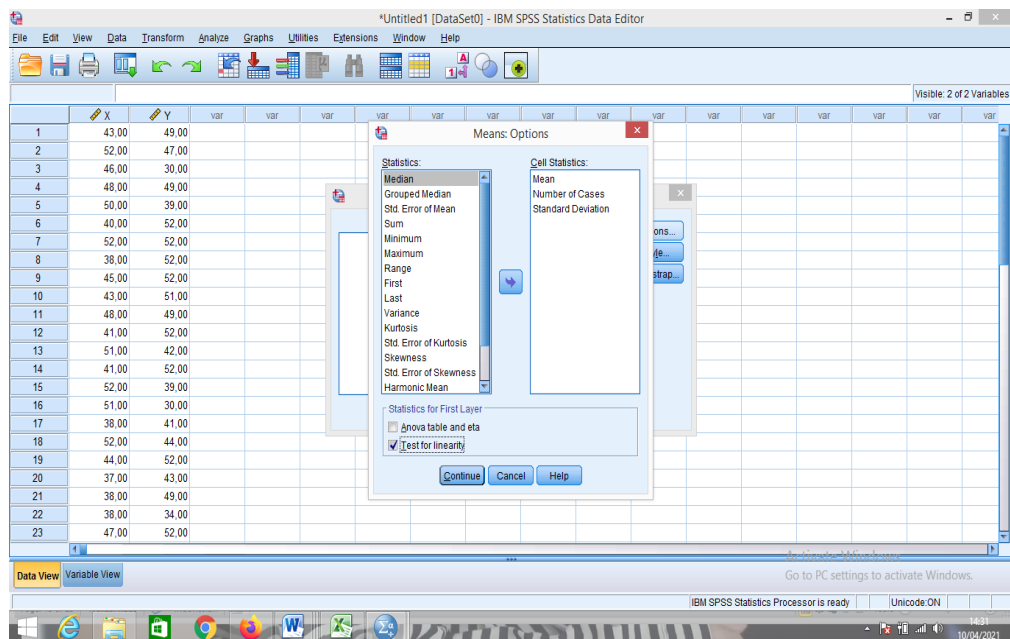 *Untitled1 [DataSet0] - IBM SPSS Statistics Data Editor
File Edit View Data Transform Analyze Graphs Utilities Extensions Window Help
Visible: 2 of 2 Variables
X Y var var var var var var var var var var var var var var var
1 43,00 49,00
2 52,00 47,00
3 46,00 30,00
4 48,00 49,00
5 50,00 39,00
6 40,00 52,00
7 52,00 52,00
8 38,00 52,00
9 45,00 52,00
10 43,00 51,00
11 48,00 49,00
12 41,00 52,00
13 51,00 42,00
14 41,00 52,00
15 52,00 39,00
16 51,00 30,00
17 38,00 41,00
18 52,00 44,00
19 44,00 52,00
20 37,00 43,00
21 38,00 49,00
22 38,00 34,00
23 47,00 52,00
ons...
yle...
strap...
Means: Options
Statistics:
Median
Grouped Median
Std. Error of Mean
Sum
Minimum
Maximum
Range
First
Last
Variance
Kurtosis
Std. Error of Kurtosis
Skewness
Std. Error of Skewness
Harmonic Mean
Cell Statistics:
Mean
Number of Cases
Standard Deviation
Statistics for First Layer
Anova table and eta
Test for linearity
Continue Cancel Help
Data View Variable View
Activate Windows
Go to PC settings to activate Windows.
IBM SPSS Statistics Processor is ready Unicode:ON
14:31
10/04/2021